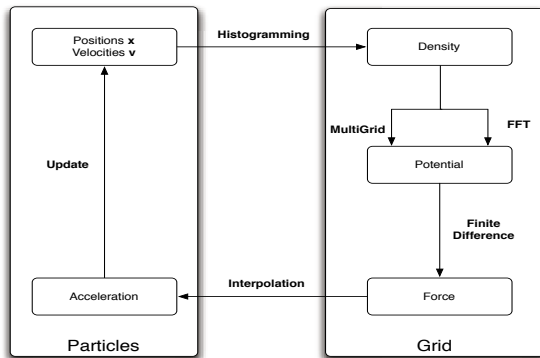 Positions x
Velocities v
Histogramming
Density
MultiGrid
FFT
Update
Potential
Finite
Difference
Acceleration
Interpolation
Force
Particles
Grid